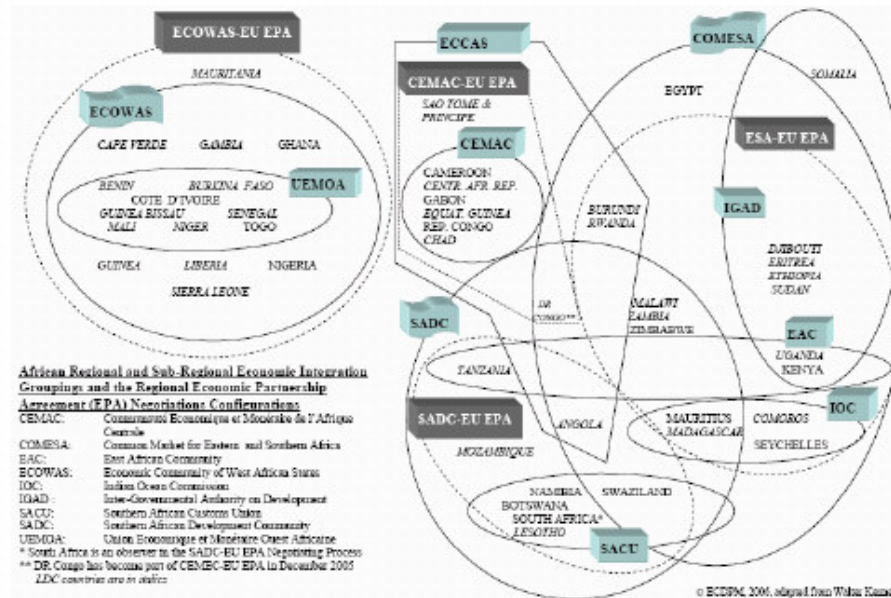 ECOWAS-EU EPA
MAURITANIA
ECOWAS
CAPE VERDE GAMBIA GHANA
UEMOA
BENIN BURKINA FASO
COTE D'IVOIRE
GUINEA BISSAU SENEGAL
MALI NIGER TOGO
GUINEA LIBERIA NIGERIA
SIERRA LEONE
ECCAS
CEMAC-EU EPA
SAO TOME &
PRINCIPE
CEMAC
CAMEROON
CENTR. AFR. REP.
GABON
EQUAT. GUINEA
REP. CONGO
CHAD
COMESA
EGYPT
SOMALIA
ESA-EU EPA
IGAD
BURUNDI
RWANDA
DJIBOUTI
ERITREA
ETHIOPIA
SUDAN
DR
CONGO**
MALAWI
ZAMBIA
ZIMBABWE
SADC
EAC
UGANDA
KENYA
TANZANIA
IOC
SADC-EU EPA
ANGOLA
MAURITIUS COMOROS
MADAGASCAR
SEYCHELLES
MOZAMBIQUE
NAMIBIA SWAZILAND
BOTSWANA
SOUTH AFRICA*
LESOTHO
SACU
African Regional and Sub-Regional Economic Integration
Groupings and the Regional Economic Partnership
Agreement (EPA) Negotiations Configurations
CEMAC: Communauté Economique et Monétaire de l'Afrique
Centrale
COMESA: Common Market for Eastern and Southern Africa
EAC: East African Community
ECOWAS: Economic Community of West African States
IOC: Indian Ocean Commission
IGAD: Inter-Governmental Authority on Development
SACU: Southern African Customs Union
SADC: Southern African Development Community
UEMOA: Union Economique et Monétaire Ouest Africaine
* South Africa is an observer in the SADC-EU EPA Negotiating Process
** DR Congo has become part of CEMEC-EU EPA in December 2005
LDC countries are in italics
© ECDPM, 2006, adapted from Walter